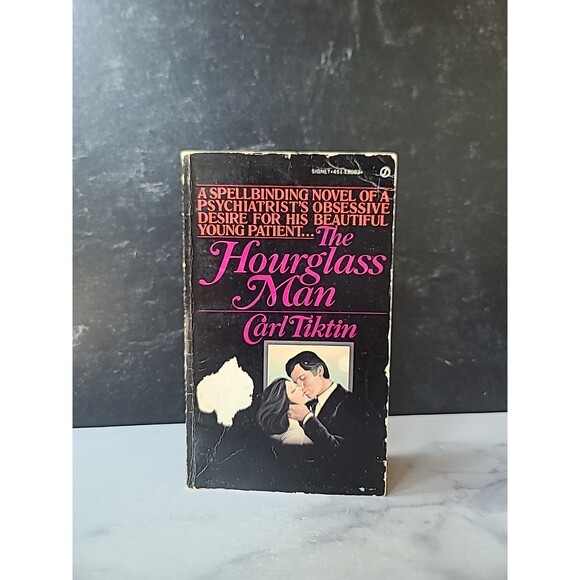 A SPELLBINDING NOVEL OF A
PSYCHIATRIST'S OBSESSIVE
DESIRE FOR HIS BEAUTIFUL
YOUNG PATIENT... The
Hourglass
Man
Carl Tiktin